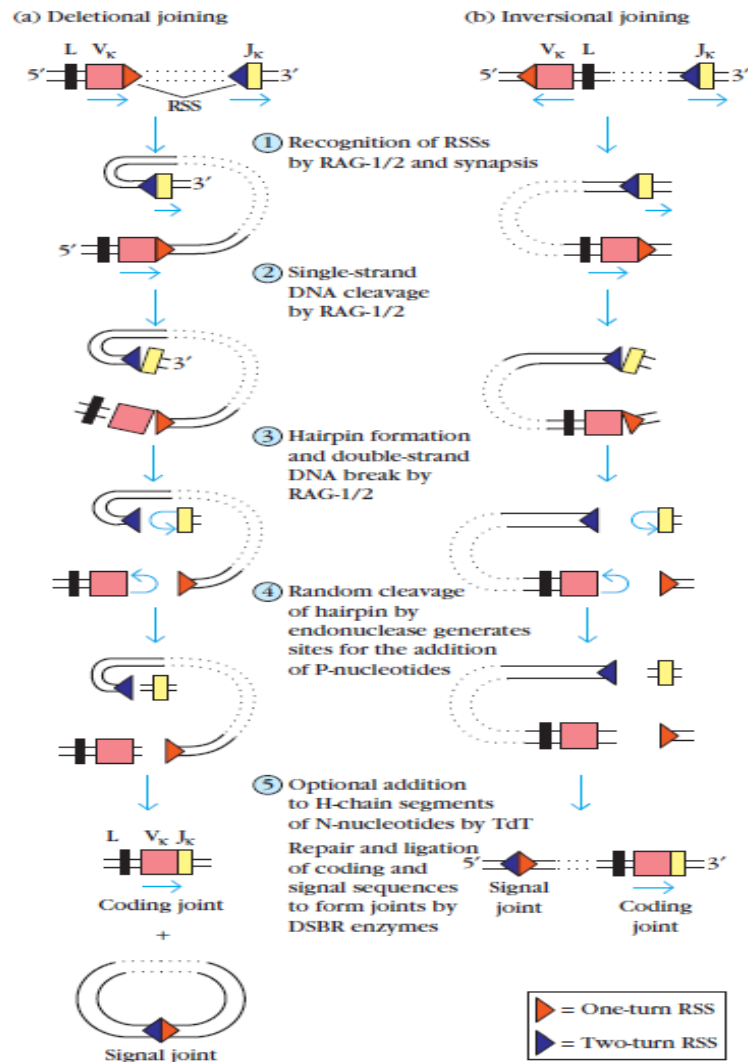 (a) Deletional joining
L Vκ Jκ
5′ 3′
RSS
(b) Inversional joining
Vκ L Jκ
5′ 3′
1 Recognition of RSSs
by RAG-1/2 and synapsis
3′
5′
2 Single-strand
DNA cleavage
by RAG-1/2
3′
3 Hairpin formation
and double-strand
DNA break by
RAG-1/2
4 Random cleavage
of hairpin by
endonuclease generates
sites for the addition
of P-nucleotides
5 Optional addition
to H-chain segments
of N-nucleotides by TdT
Repair and ligation
of coding and
signal sequences
to form joints by
DSBR enzymes
L Vκ Jκ
Coding joint
+
Signal joint
5′ 3′
Signal
joint
Coding
joint
= One-turn RSS
= Two-turn RSS